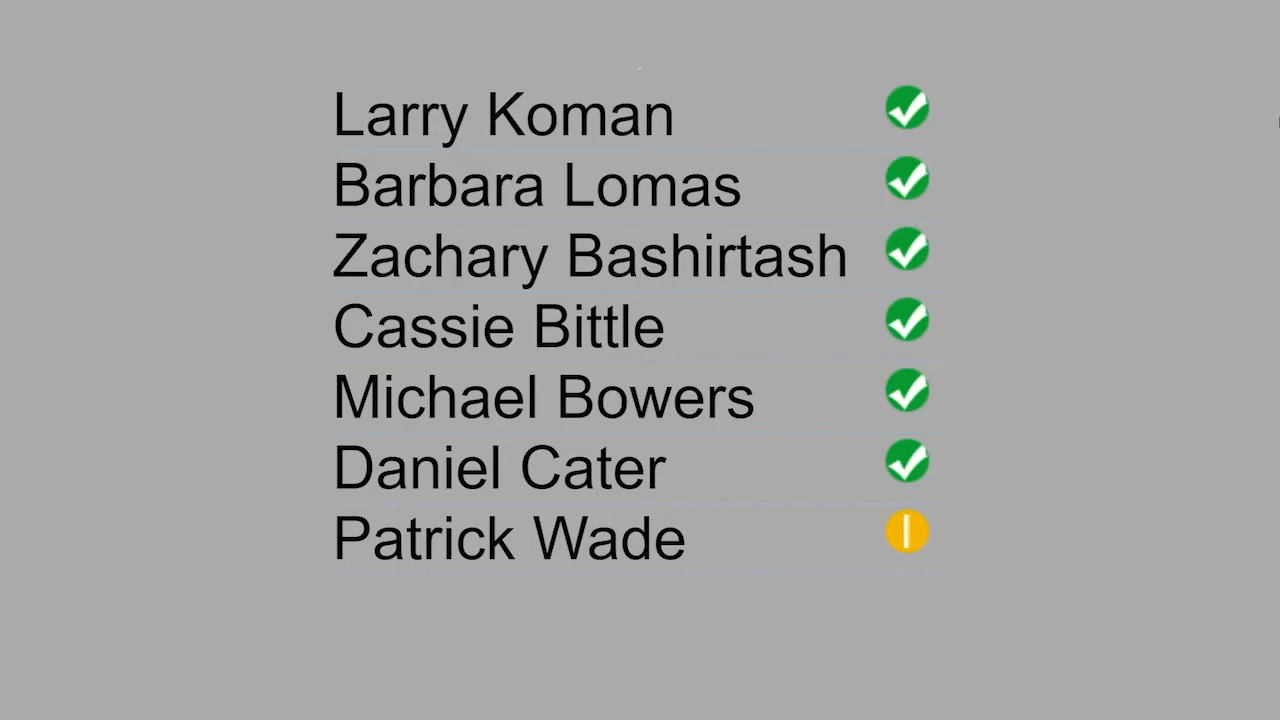 Larry Koman
Barbara Lomas
Zachary Bashirtash
Cassie Bittle
Michael Bowers
Daniel Cater
Patrick Wade